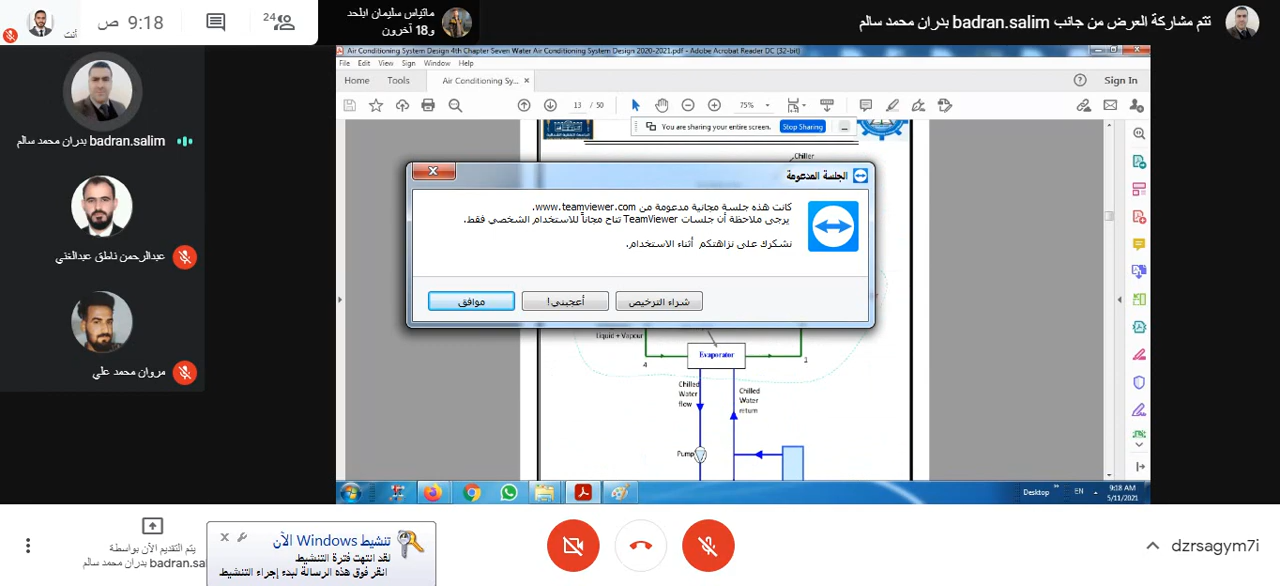 تتم مشاركة العرض من جانب badran.salim بدران محمد سالم
ماتياس سليمان ايلحد
و18 آخرون
24
9:18 ص
أنت
badran.salim بدران محمد سالم
عبدالرحمن ناطق عبدالغني
مروان محمد علي
Air Conditioning System Design 4th Chapter Seven Water Air Conditioning System Design 2020-2021.pdf - Adobe Acrobat Reader DC (32-bit)
File Edit View Sign Window Help
Home Tools Air Conditioning Sy... × Sign In
13 / 50 75%
You are sharing your entire screen. Stop Sharing
Chiller
الجلسة المدعومة
كانت هذه جلسة مجانية مدعومة من www.teamviewer.com.
يرجى ملاحظة أن جلسات TeamViewer تتاح مجاناً للاستخدام الشخصي فقط.
نشكرك على نزاهتكم أثناء الاستخدام.
شراء الترخيص
أعجبني!
موافق
Liquid + Vapour
Evaporator
4
1
Chilled
Water
flow
Chilled
Water
return
Pump
Desktop
EN
9:18 AM
5/11/2021
يتم التقديم الآن بواسطة
badran.sa بدران محمد سالم
تنشيط Windows الآن
لقد انتهت فترة التنشيط
انقر فوق هذه الرسالة لبدء إجراء التنشيط
dzrsagym7i